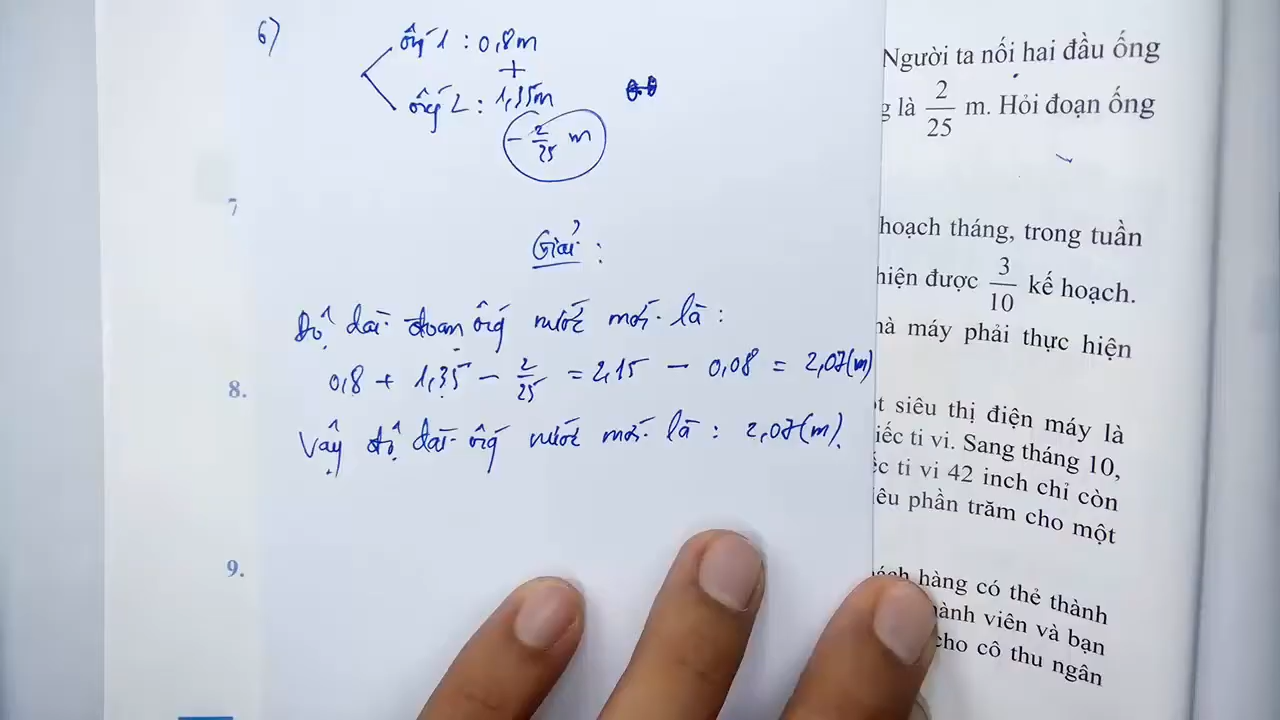 6)
ống 1 : 0,8m
+
ống 2 : 1,35m
- 2/25 m
Giải :
Độ dài đoạn ống nước mới là :
0,8 + 1,35 - 2/25 = 2,15 - 0,08 = 2,07(m)
Vậy độ dài ống nước mới là : 2,07(m).
7
8.
9.
Người ta nối hai đầu ống
là 2/25 m. Hỏi đoạn ống
hoạch tháng, trong tuần
hiện được 3/10 kế hoạch.
máy phải thực hiện
siêu thị điện máy là
ti vi. Sang tháng 10,
ti vi 42 inch chỉ còn
phần trăm cho một
hàng có thẻ thành
viên và bạn
cho cô thu ngân